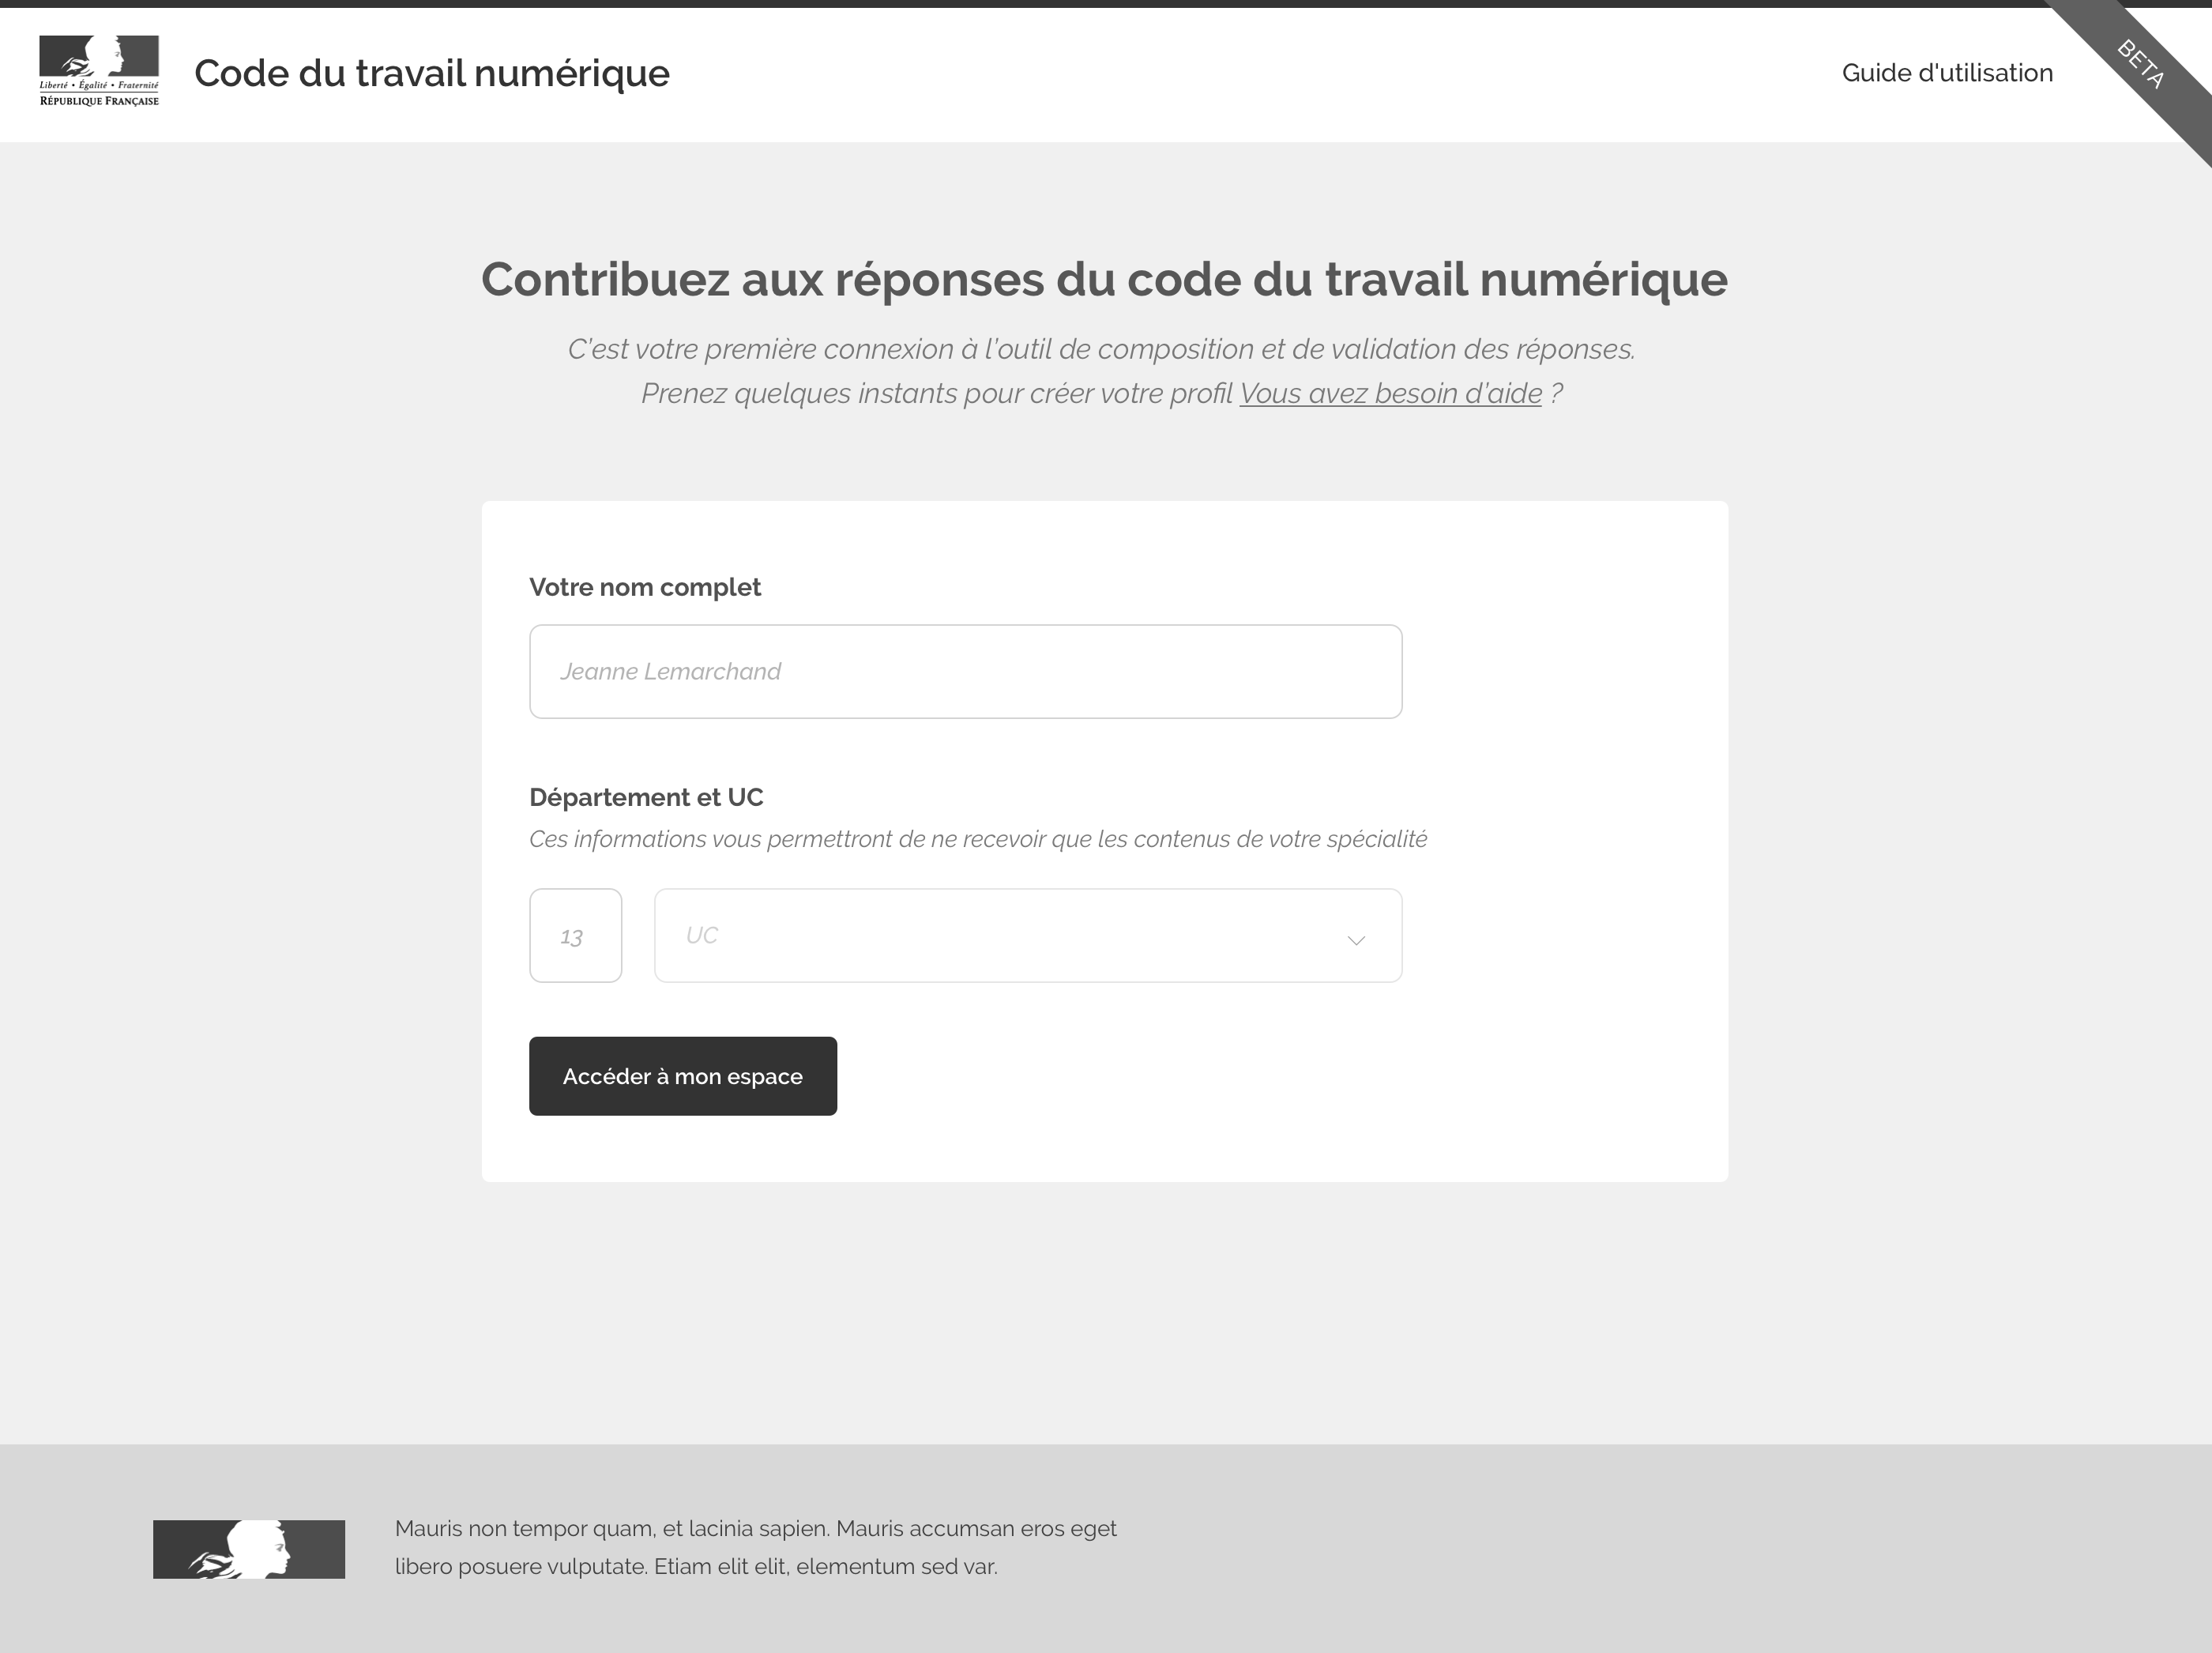 Liberté • Égalité • Fraternité
RÉPUBLIQUE FRANÇAISE
Code du travail numérique
Guide d'utilisation
BETA
Contribuez aux réponses du code du travail numérique
C’est votre première connexion à l’outil de composition et de validation des réponses.
Prenez quelques instants pour créer votre profil Vous avez besoin d’aide ?
Votre nom complet
Jeanne Lemarchand
Département et UC
Ces informations vous permettront de ne recevoir que les contenus de votre spécialité
13
UC
Accéder à mon espace
Mauris non tempor quam, et lacinia sapien. Mauris accumsan eros eget
libero posuere vulputate. Etiam elit elit, elementum sed var.